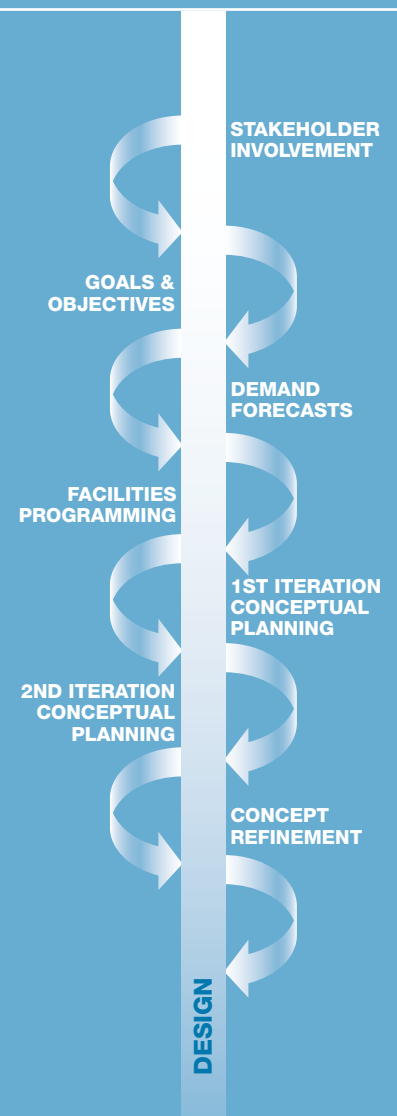 STAKEHOLDER
INVOLVEMENT
GOALS &
OBJECTIVES
DEMAND
FORECASTS
FACILITIES
PROGRAMMING
1ST ITERATION
CONCEPTUAL
PLANNING
2ND ITERATION
CONCEPTUAL
PLANNING
CONCEPT
REFINEMENT
DESIGN